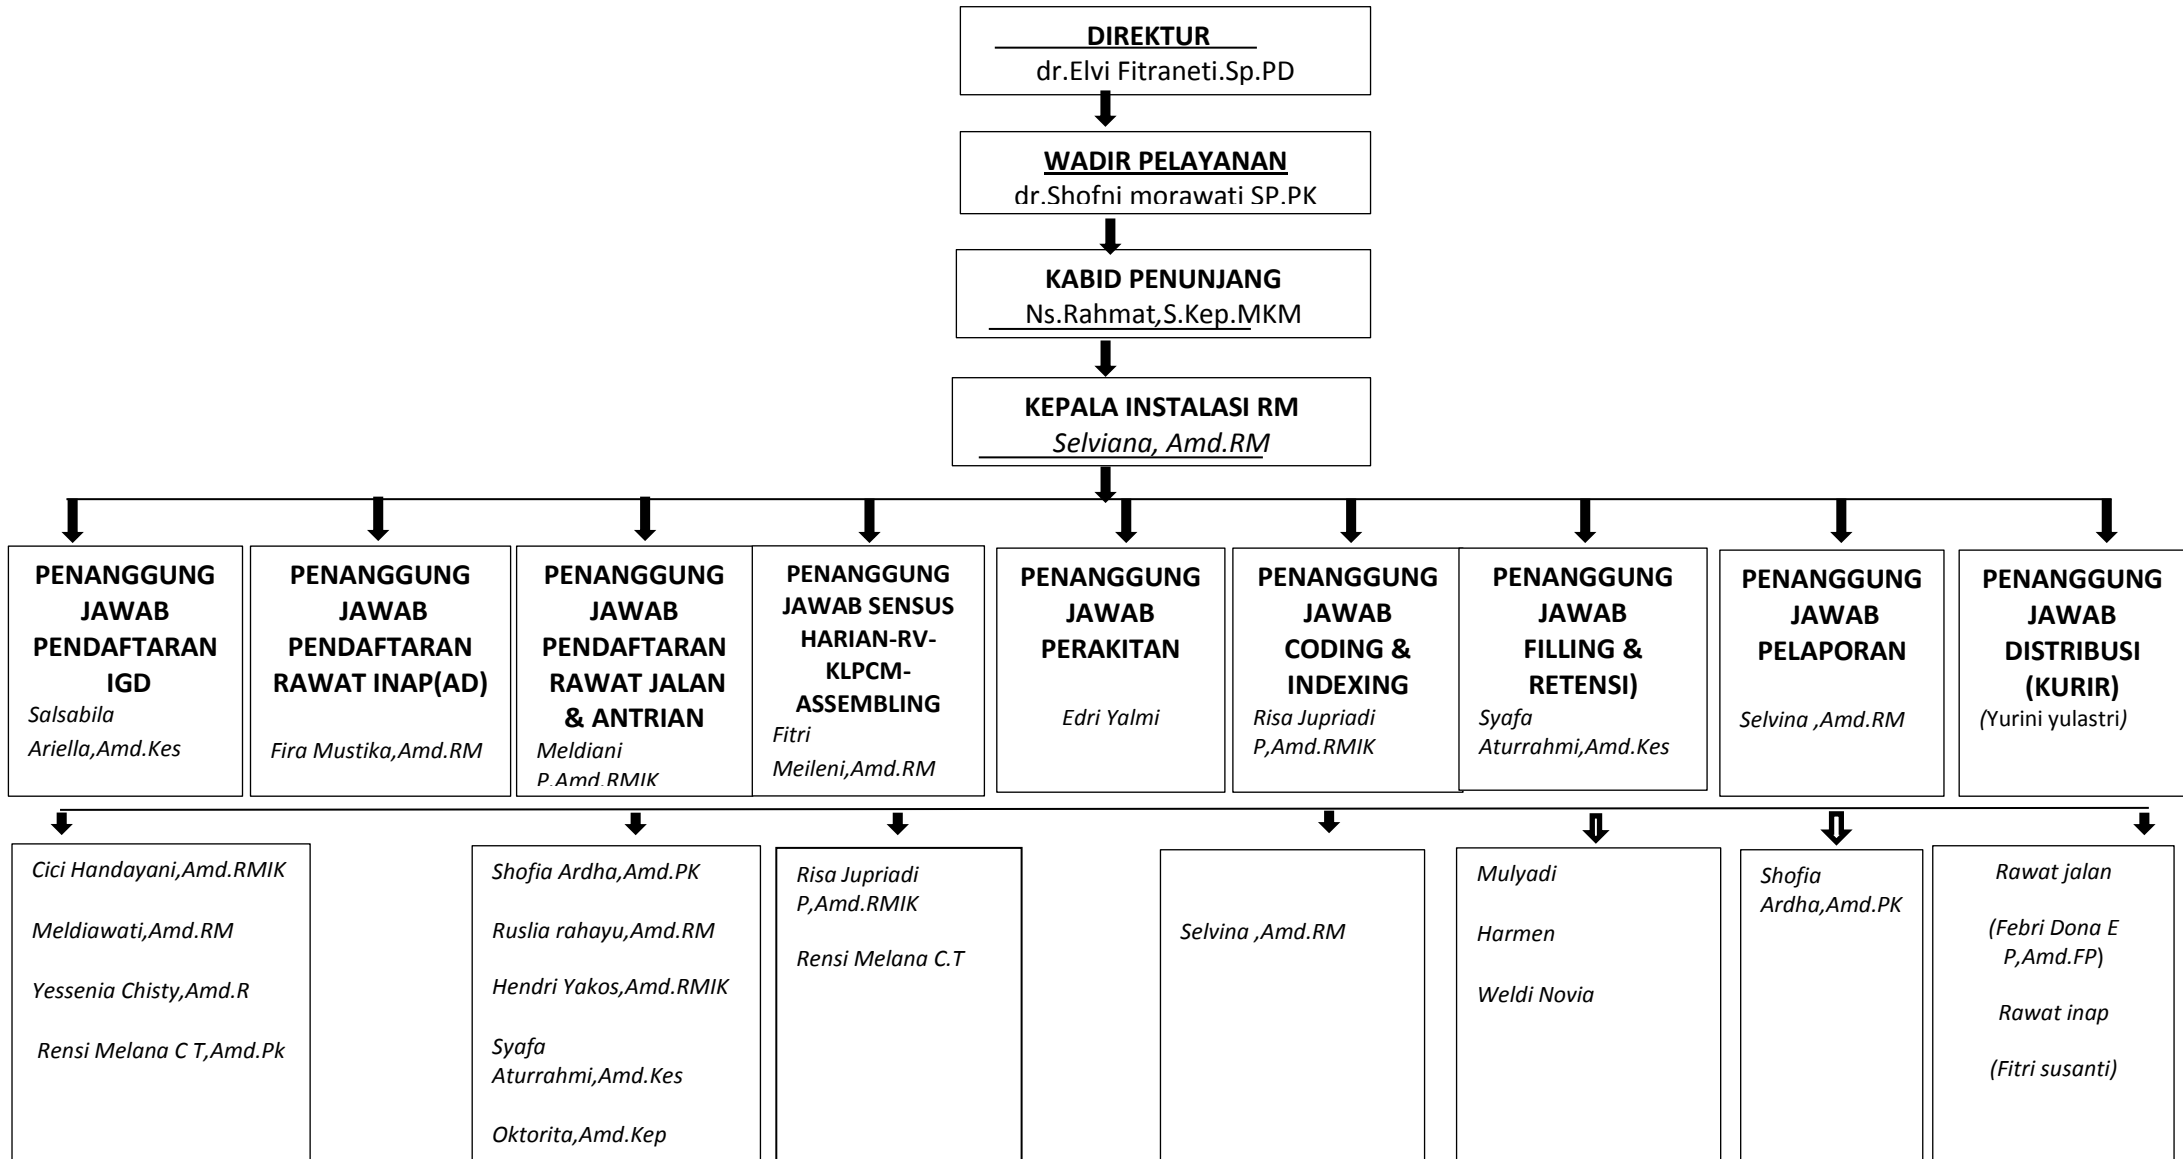 DIREKTUR
dr.Elvi Fitraneti.Sp.PD
WADIR PELAYANAN
dr.Shofni morawati SP.PK
KABID PENUNJANG
Ns.Rahmat,S.Kep.MKM
KEPALA INSTALASI RM
Selviana, Amd.RM
PENANGGUNG
JAWAB
PENDAFTARAN
IGD
Salsabila
Ariella,Amd.Kes
PENANGGUNG
JAWAB
PENDAFTARAN
RAWAT INAP(AD)
Fira Mustika,Amd.RM
PENANGGUNG
JAWAB
PENDAFTARAN
RAWAT JALAN
& ANTRIAN
Meldiani
P.Amd.RMIK
PENANGGUNG
JAWAB SENSUS
HARIAN-RV-
KLPCM-
ASSEMBLING
Fitri
Meileni,Amd.RM
PENANGGUNG
JAWAB
PERAKITAN
Edri Yalmi
PENANGGUNG
JAWAB
CODING &
INDEXING
Risa Jupriadi
P,Amd.RMIK
PENANGGUNG
JAWAB
FILLING &
RETENSI)
Syafa
Aturrahmi,Amd.Kes
PENANGGUNG
JAWAB
PELAPORAN
Selvina ,Amd.RM
PENANGGUNG
JAWAB
DISTRIBUSI
(KURIR)
(Yurini yulastri)
Cici Handayani,Amd.RMIK
Meldiawati,Amd.RM
Yessenia Chisty,Amd.R
Rensi Melana C T,Amd.Pk
Shofia Ardha,Amd.PK
Ruslia rahayu,Amd.RM
Hendri Yakos,Amd.RMIK
Syafa
Aturrahmi,Amd.Kes
Oktorita,Amd.Kep
Risa Jupriadi
P,Amd.RMIK
Rensi Melana C.T
Selvina ,Amd.RM
Mulyadi
Harmen
Weldi Novia
Shofia
Ardha,Amd.PK
Rawat jalan
(Febri Dona E
P,Amd.FP)
Rawat inap
(Fitri susanti)